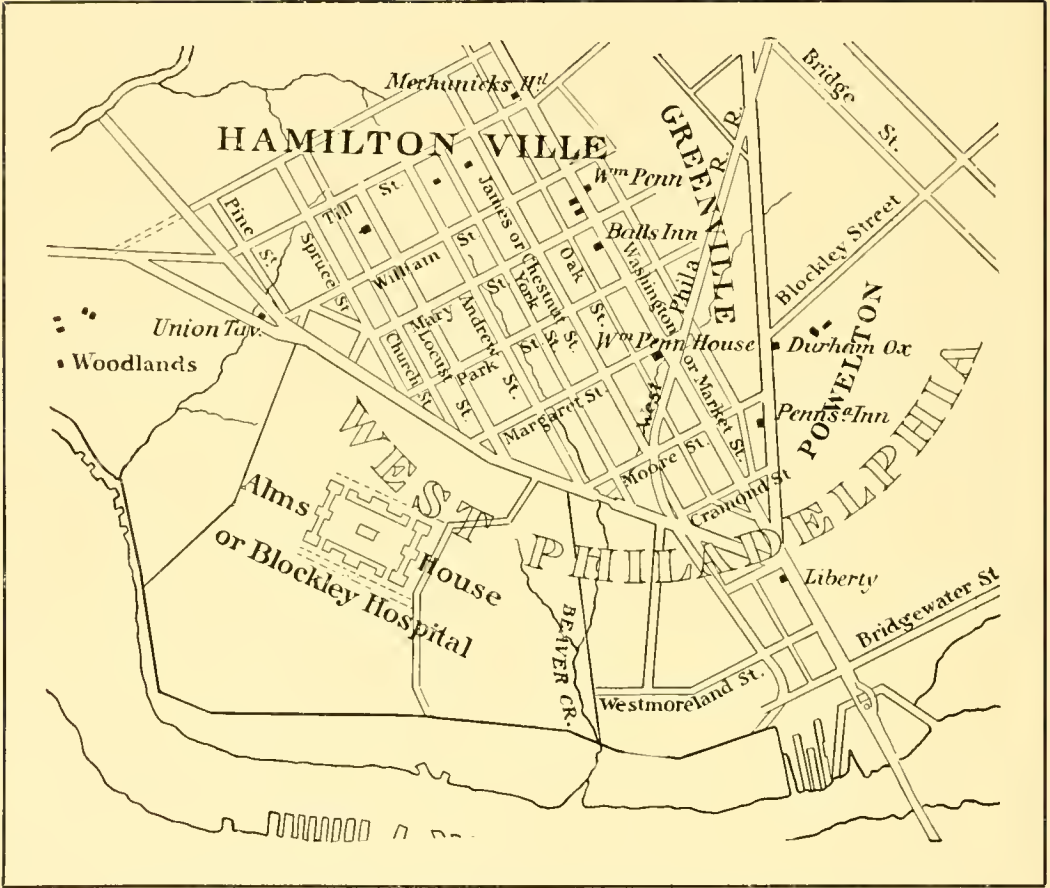 Mechanicks Htl
HAMILTON VILLE
GREENVILLE
Bridge St.
Wm Penn
Pine St.
Till St.
James or Chestnut St.
Spruce St
William St
Oak St.
Balls Inn
Washington or Market St.
West Phila R. R.
Blockley Street
POWELTON
York St.
Mary St
Andrew St.
Union Tav.
Woodlands
Church St
Locust St.
Park St
Wm Penn House
Durham Ox
Margaret St.
Pennsa. Inn
Moore St.
Cramond St
WEST PHILADELPHIA
Alms House
or Blockley Hospital
Liberty
BEAVER CR.
Bridgewater St
Westmoreland St.